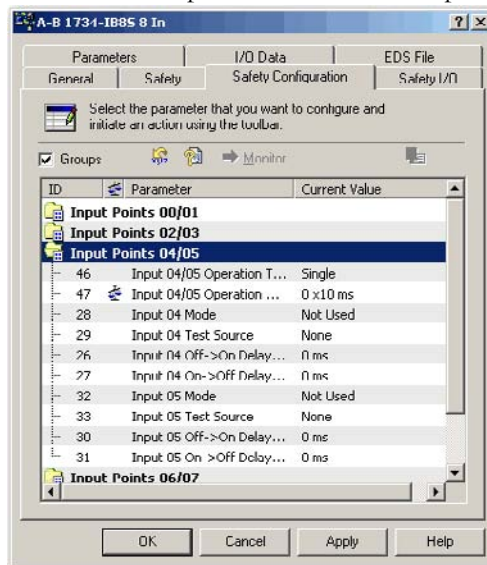 A-B 1734-IB8S 8 In
Parameters I/O Data EDS File
General Safety Safety Configuration Safety I/O
Select the parameter that you want to configure and
initiate an action using the toolbar.
Groups Monitor
ID Parameter Current Value
Input Points 00/01
Input Points 02/03
Input Points 04/05
46 Input 04/05 Operation T... Single
47 Input 04/05 Operation ... 0 x10 ms
28 Input 04 Mode Not Used
29 Input 04 Test Source None
26 Input 04 Off->On Delay... 0 ms
27 Input 04 On->Off Delay... 0 ms
32 Input 05 Mode Not Used
33 Input 05 Test Source None
30 Input 05 Off->On Delay... 0 ms
31 Input 05 On->Off Delay... 0 ms
Input Points 06/07
OK Cancel Apply Help